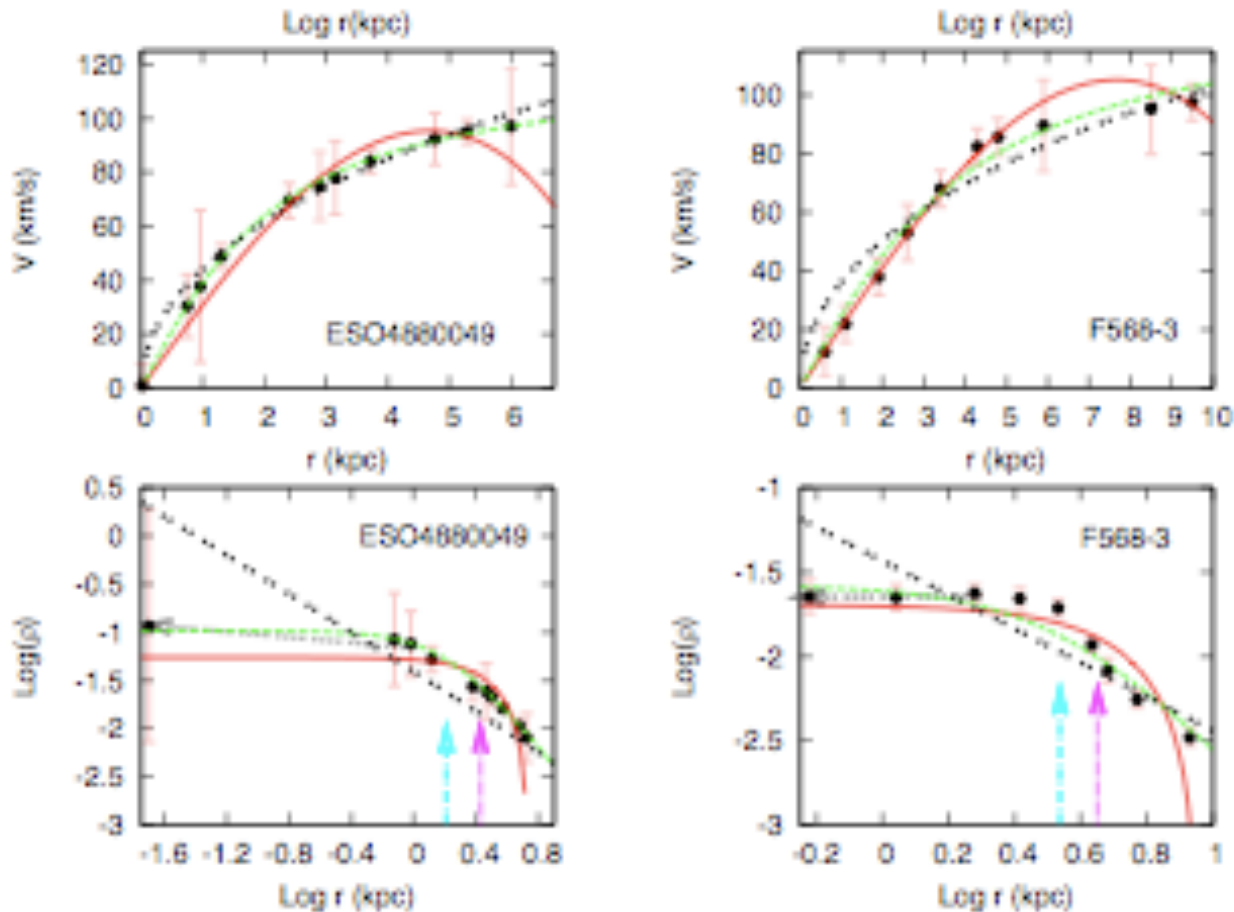 Log r(kpc)
Log r (kpc)
120
100
80
60
40
20
0
V (km/s)
ESO4880049
0 1 2 3 4 5 6
r (kpc)
100
80
60
40
20
0
V (km/s)
F568-3
0 1 2 3 4 5 6 7 8 9 10
r (kpc)
0.5
0
-0.5
-1
-1.5
-2
-2.5
-3
Log(ρ)
ESO4880049
-1.6 -1.2 -0.8 -0.4 0 0.4 0.8
Log r (kpc)
-1
-1.5
-2
-2.5
-3
Log(ρ)
F568-3
-0.2 0 0.2 0.4 0.6 0.8 1
Log r (kpc)